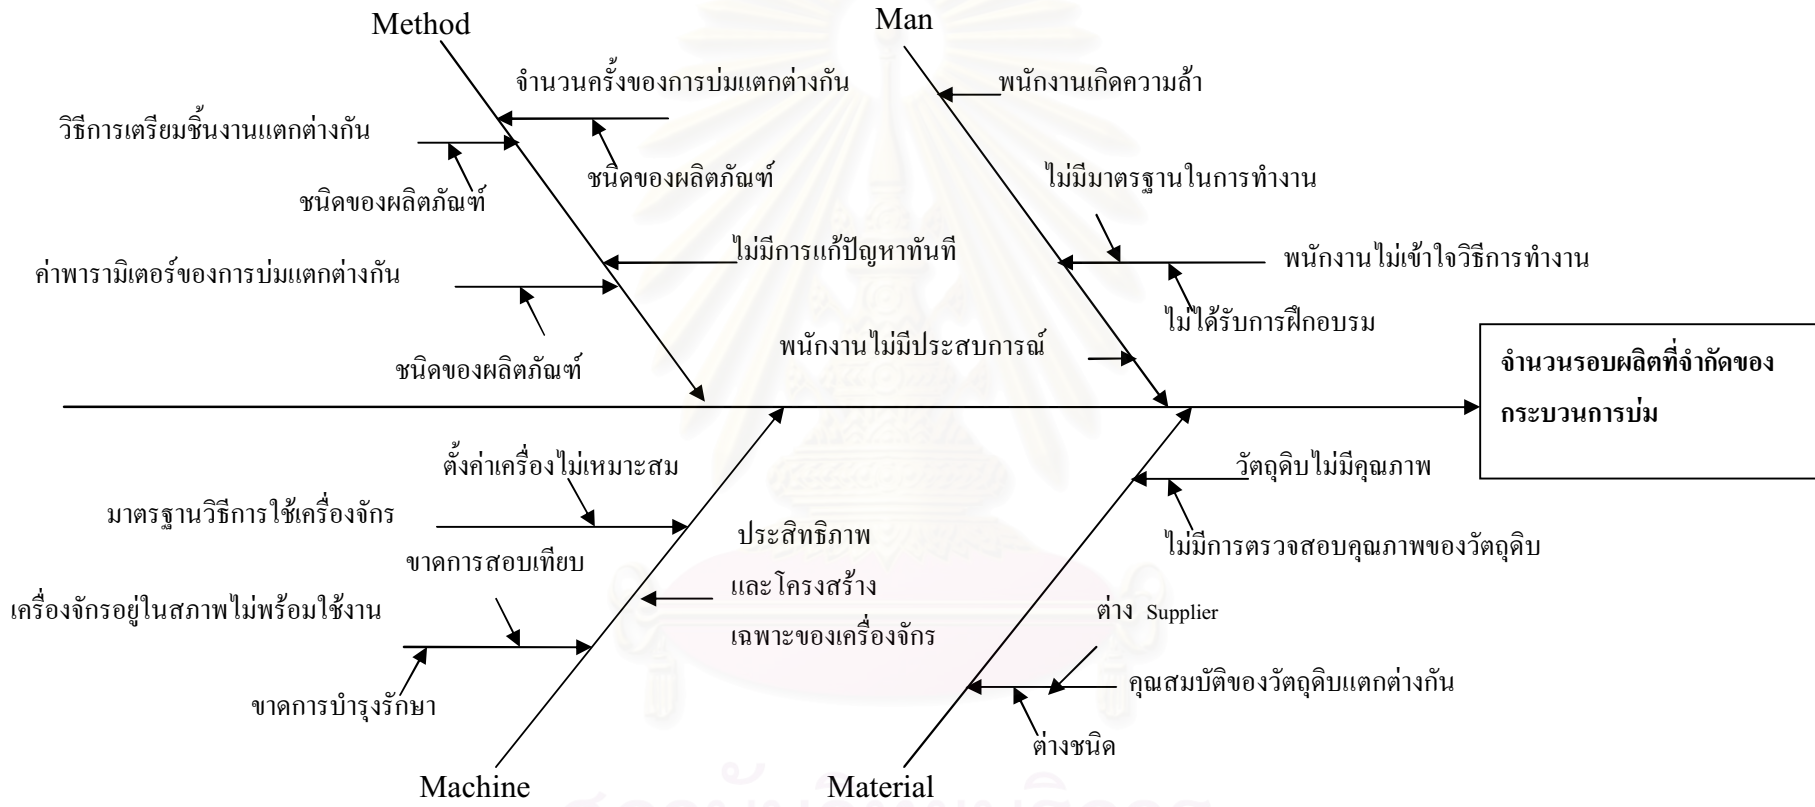 Method
Man
จำนวนครั้งของการบ่มแตกต่างกัน
พนักงานเกิดความล้า
วิธีการเตรียมชิ้นงานแตกต่างกัน
ชนิดของผลิตภัณฑ์
ไม่มีมาตรฐานในการทำงาน
ชนิดของผลิตภัณฑ์
ไม่มีการแก้ปัญหาทันที
พนักงานไม่เข้าใจวิธีการทำงาน
ค่าพารามิเตอร์ของการบ่มแตกต่างกัน
ไม่ได้รับการฝึกอบรม
พนักงานไม่มีประสบการณ์
ชนิดของผลิตภัณฑ์
จำนวนรอบผลิตที่จำกัดของ
กระบวนการบ่ม
ตั้งค่าเครื่องไม่เหมาะสม
วัตถุดิบไม่มีคุณภาพ
มาตรฐานวิธีการใช้เครื่องจักร
ประสิทธิภาพ
และโครงสร้าง
เฉพาะของเครื่องจักร
ไม่มีการตรวจสอบคุณภาพของวัตถุดิบ
ขาดการสอบเทียบ
เครื่องจักรอยู่ในสภาพไม่พร้อมใช้งาน
ต่าง Supplier
คุณสมบัติของวัตถุดิบแตกต่างกัน
ขาดการบำรุงรักษา
ต่างชนิด
Machine
Material